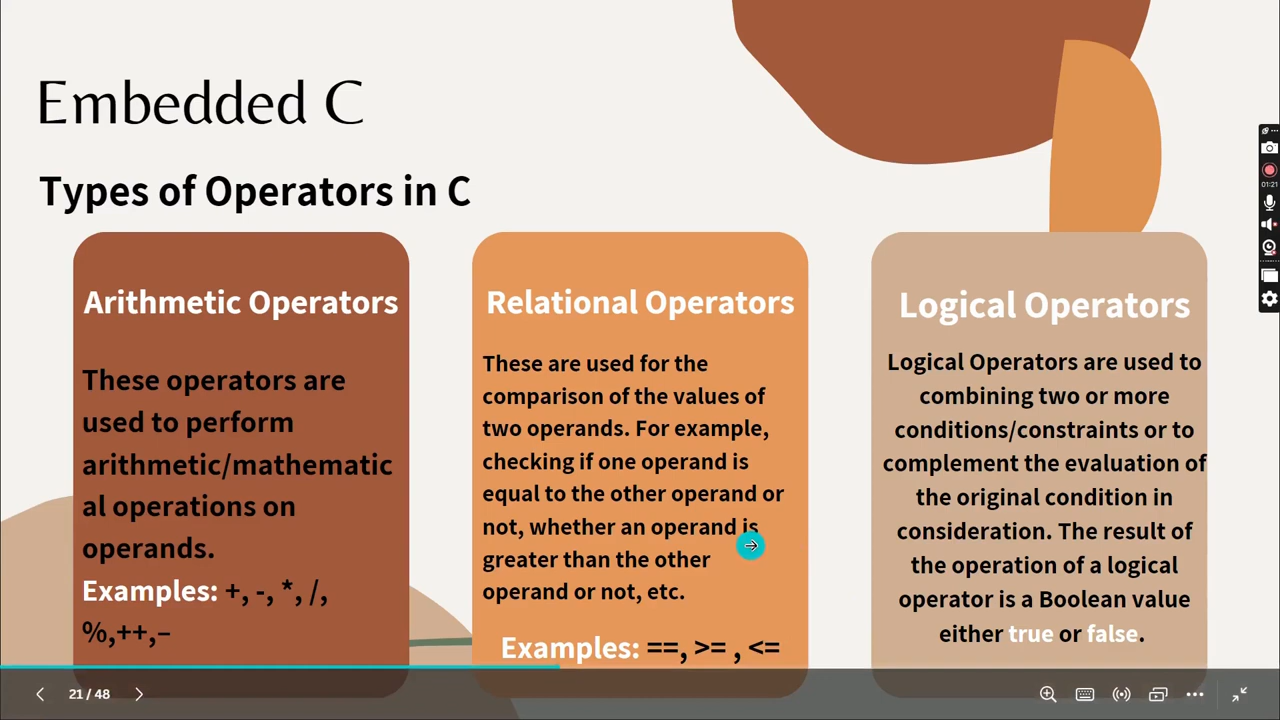 Embedded C
Types of Operators in C
Arithmetic Operators
These operators are
used to perform
arithmetic/mathematic
al operations on
operands.
Examples: +, -, *, /,
%,++,–
Relational Operators
These are used for the
comparison of the values of
two operands. For example,
checking if one operand is
equal to the other operand or
not, whether an operand is
greater than the other
operand or not, etc.
Examples: ==, >= , <=
Logical Operators
Logical Operators are used to
combining two or more
conditions/constraints or to
complement the evaluation of
the original condition in
consideration. The result of
the operation of a logical
operator is a Boolean value
either true or false.
01:21
21 / 48